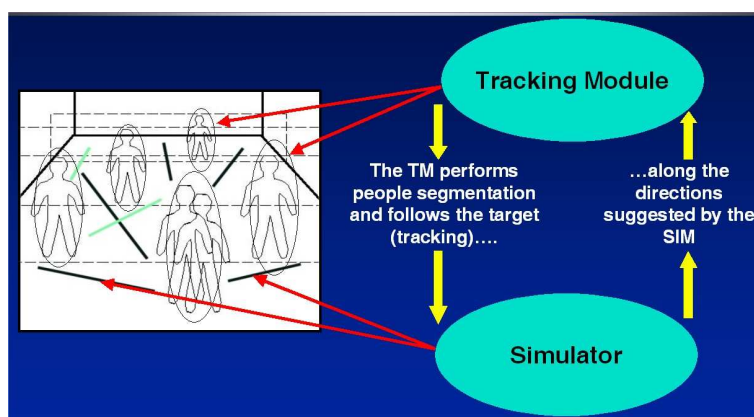 Tracking Module
The TM performs
people segmentation
and follows the target
(tracking)....
...along the
directions
suggested by the
SIM
Simulator